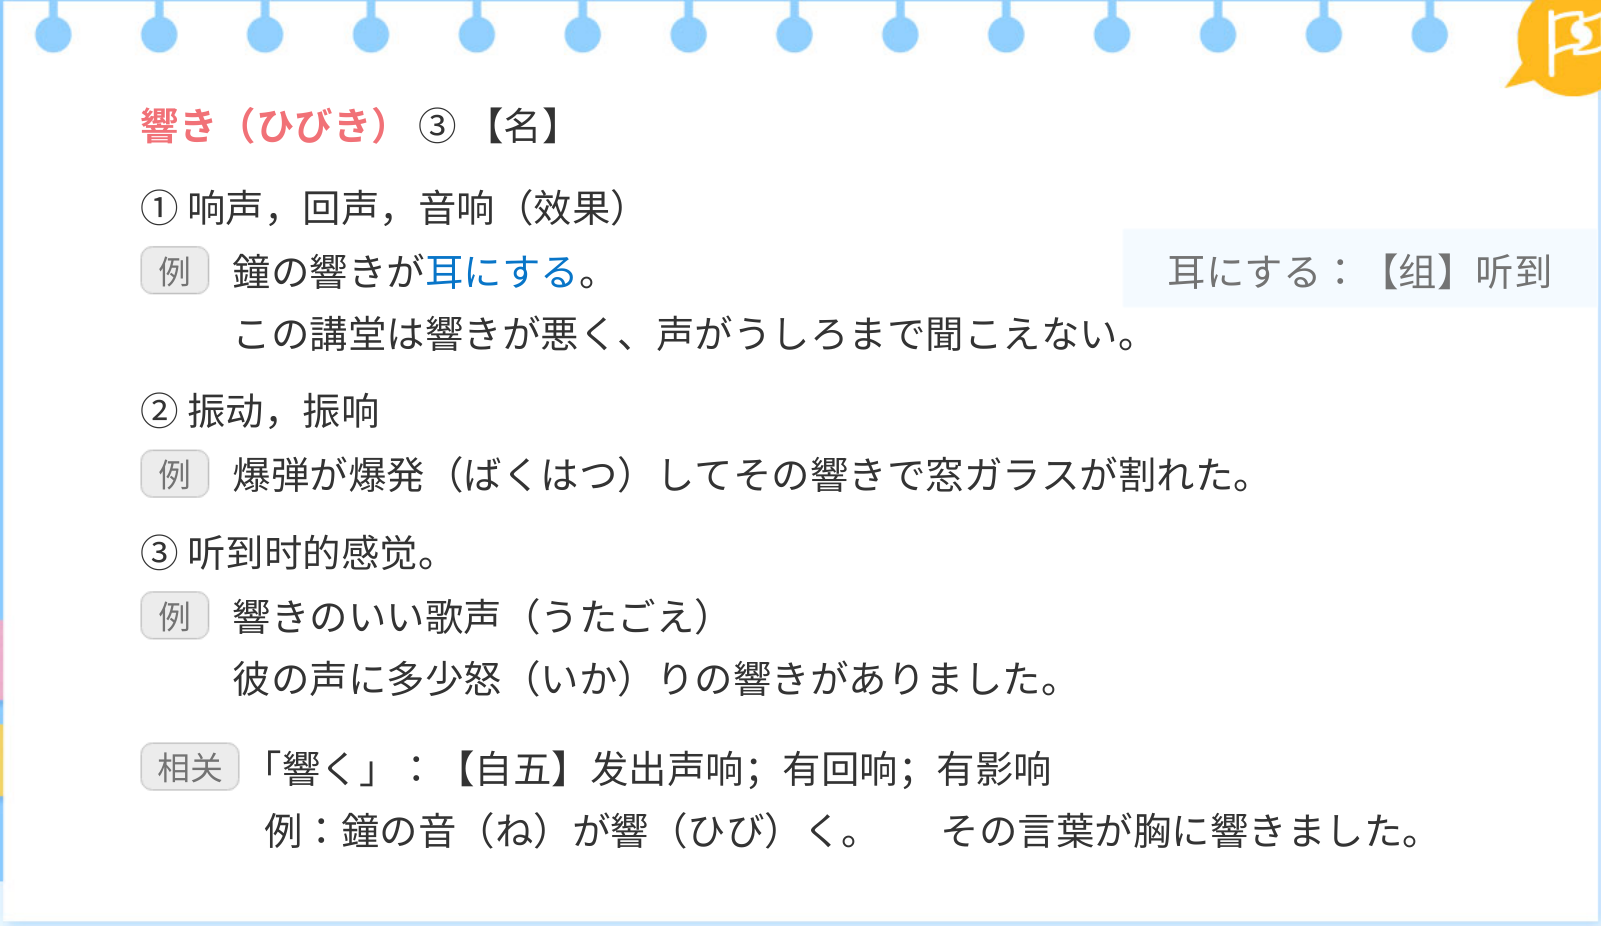 響き（ひびき）③【名】
①响声，回声，音响（效果）
例 鐘の響きが耳にする。
耳にする：【组】听到
この講堂は響きが悪く、声がうしろまで聞こえない。
②振动，振响
例 爆弾が爆発（ばくはつ）してその響きで窓ガラスが割れた。
③听到时的感觉。
例 響きのいい歌声（うたごえ）
彼の声に多少怒（いか）りの響きがありました。
相关「響く」：【自五】发出声响；有回响；有影响
例：鐘の音（ね）が響（ひび）く。 その言葉が胸に響きました。